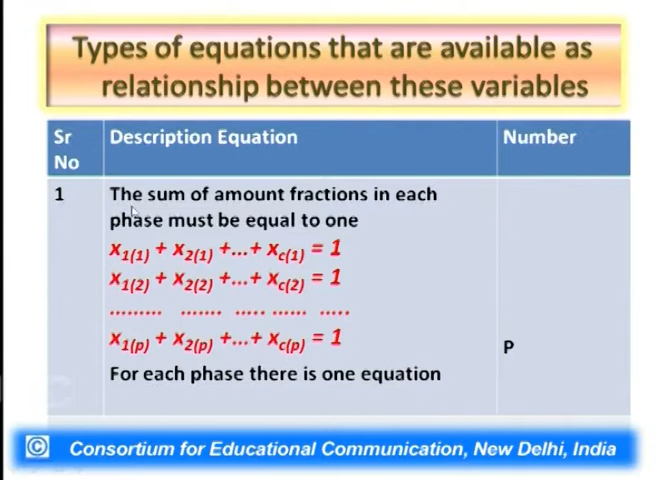 Types of equations that are available as
relationship between these variables
Sr No
Description Equation
Number
1
The sum of amount fractions in each
phase must be equal to one
x1(1) + x2(1) +...+ xc(1) = 1
x1(2) + x2(2) +...+ xc(2) = 1
......... ....... ..... ...... .....
x1(p) + x2(p) +...+ xc(p) = 1
P
For each phase there is one equation
© Consortium for Educational Communication, New Delhi, India